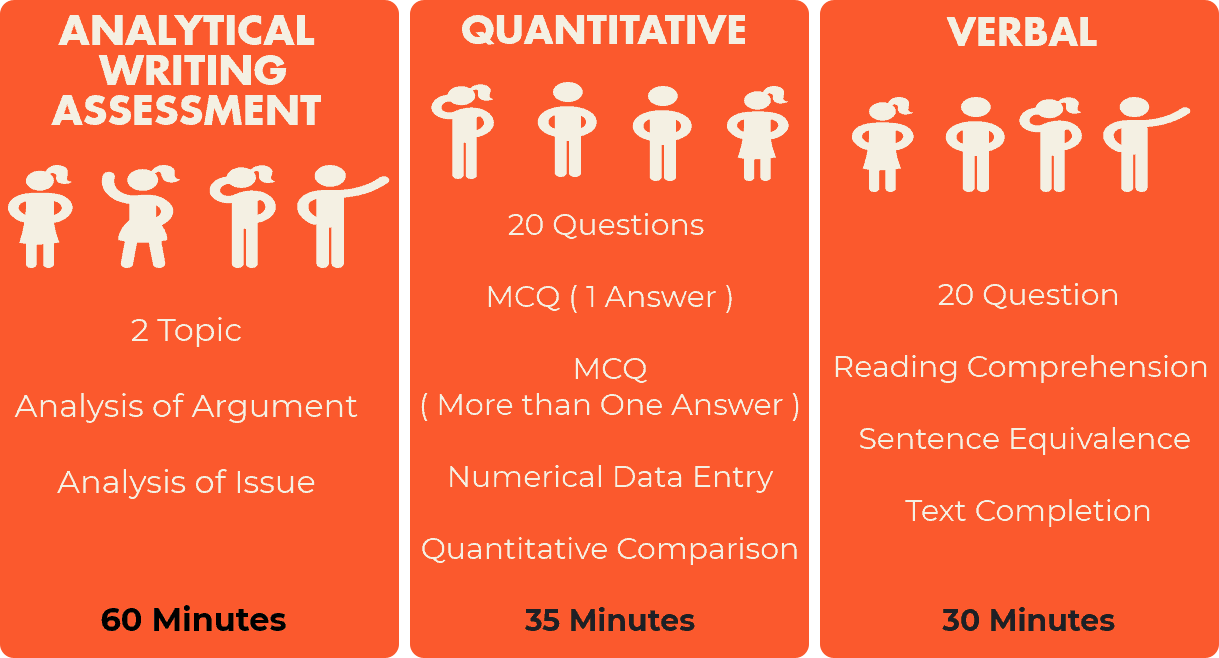 ANALYTICAL
WRITING
ASSESSMENT
2 Topic
Analysis of Argument
Analysis of Issue
60 Minutes
QUANTITATIVE
20 Questions
MCQ ( 1 Answer )
MCQ
( More than One Answer )
Numerical Data Entry
Quantitative Comparison
35 Minutes
VERBAL
20 Question
Reading Comprehension
Sentence Equivalence
Text Completion
30 Minutes